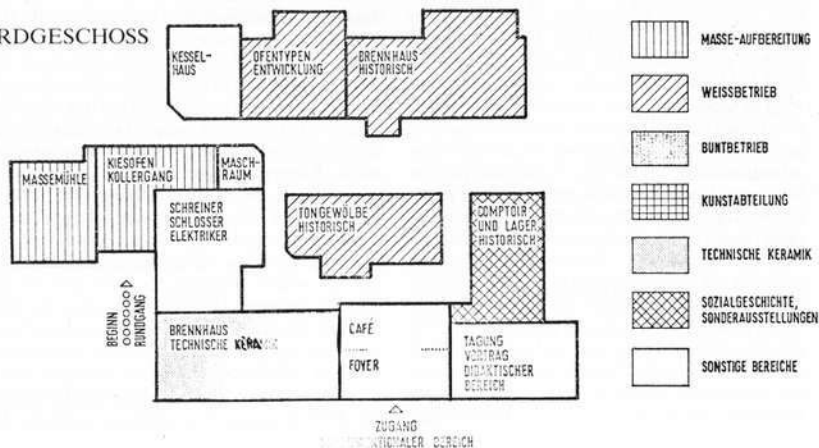 RDGESCHOSS
KESSEL-
HAUS
OFENTYPEN
ENTWICKLUNG
BRENNHAUS
HISTORISCH
MASSEMÜHLE
KIESOFEN
KOLLERGANG
MASCH-
RAUM
SCHREINER
SCHLOSSER
ELEKTRIKER
TONGEWÖLBE
HISTORISCH
COMPTOIR
UND LAGER
HISTORISCH
BEGINN
RUNDGANG
BRENNHAUS
TECHNISCHE
CAFÉ
FOYER
TAGUNG
VORTRAG
DIDAKTISCHER
BEREICH
ZUGANG
BEREICH
MASSE-AUFBEREITUNG
WEISSBETRIEB
BUNTBETRIEB
KUNSTABTEILUNG
TECHNISCHE KERAMIK
SOZIALGESCHICHTE,
SONDERAUSSTELLUNGEN
SONSTIGE BEREICHE